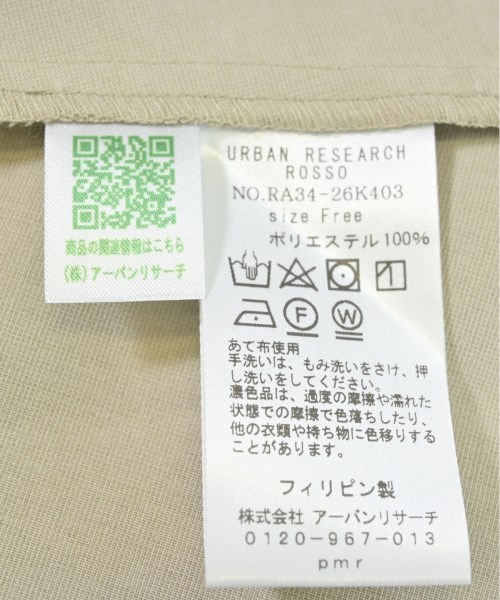 商品の関連情報はこちら
(株) アーバンリサーチ
URBAN RESEARCH
ROSSO
NO.RA34-26K403
size Free
ポリエステル 100%
F
W
あて布使用
手洗いは、もみ洗いをさけ、押
し洗いをしてください。
濃色品は、過度の摩擦や濡れた
状態での摩擦で色落ちしたり、
他の衣類や持ち物に色移りする
ことがあります。
フィリピン製
株式会社 アーバンリサーチ
0120-967-013
pmr